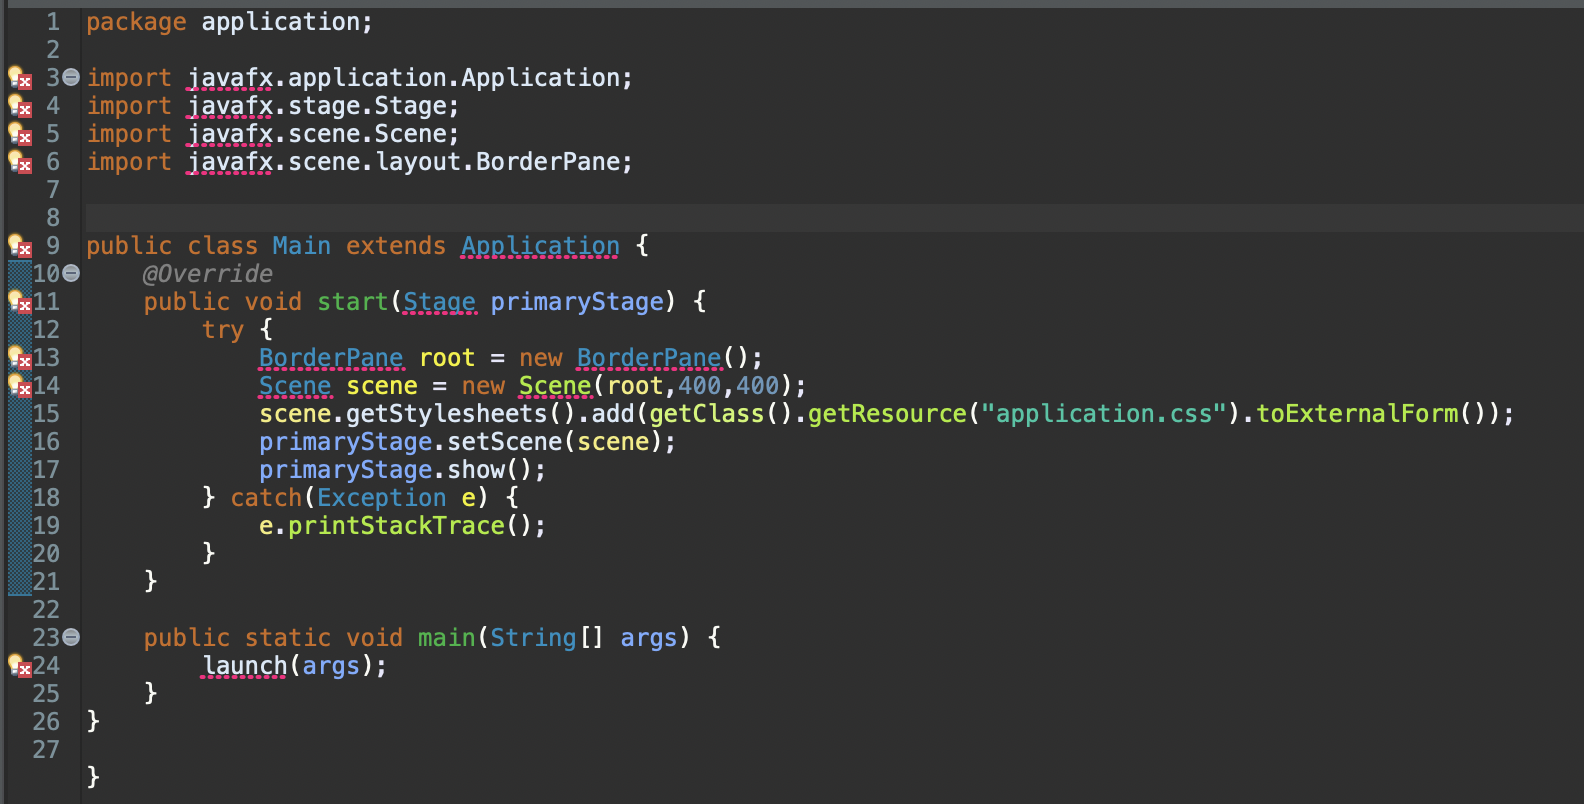 1 package application;
2
3 import javafx.application.Application;
4 import javafx.stage.Stage;
5 import javafx.scene.Scene;
6 import javafx.scene.layout.BorderPane;
7
8
9 public class Main extends Application {
10     @Override
11     public void start(Stage primaryStage) {
12         try {
13             BorderPane root = new BorderPane();
14             Scene scene = new Scene(root,400,400);
15             scene.getStylesheets().add(getClass().getResource("application.css").toExternalForm());
16             primaryStage.setScene(scene);
17             primaryStage.show();
18         } catch(Exception e) {
19             e.printStackTrace();
20         }
21     }
22
23     public static void main(String[] args) {
24         launch(args);
25     }
26 }
27
}